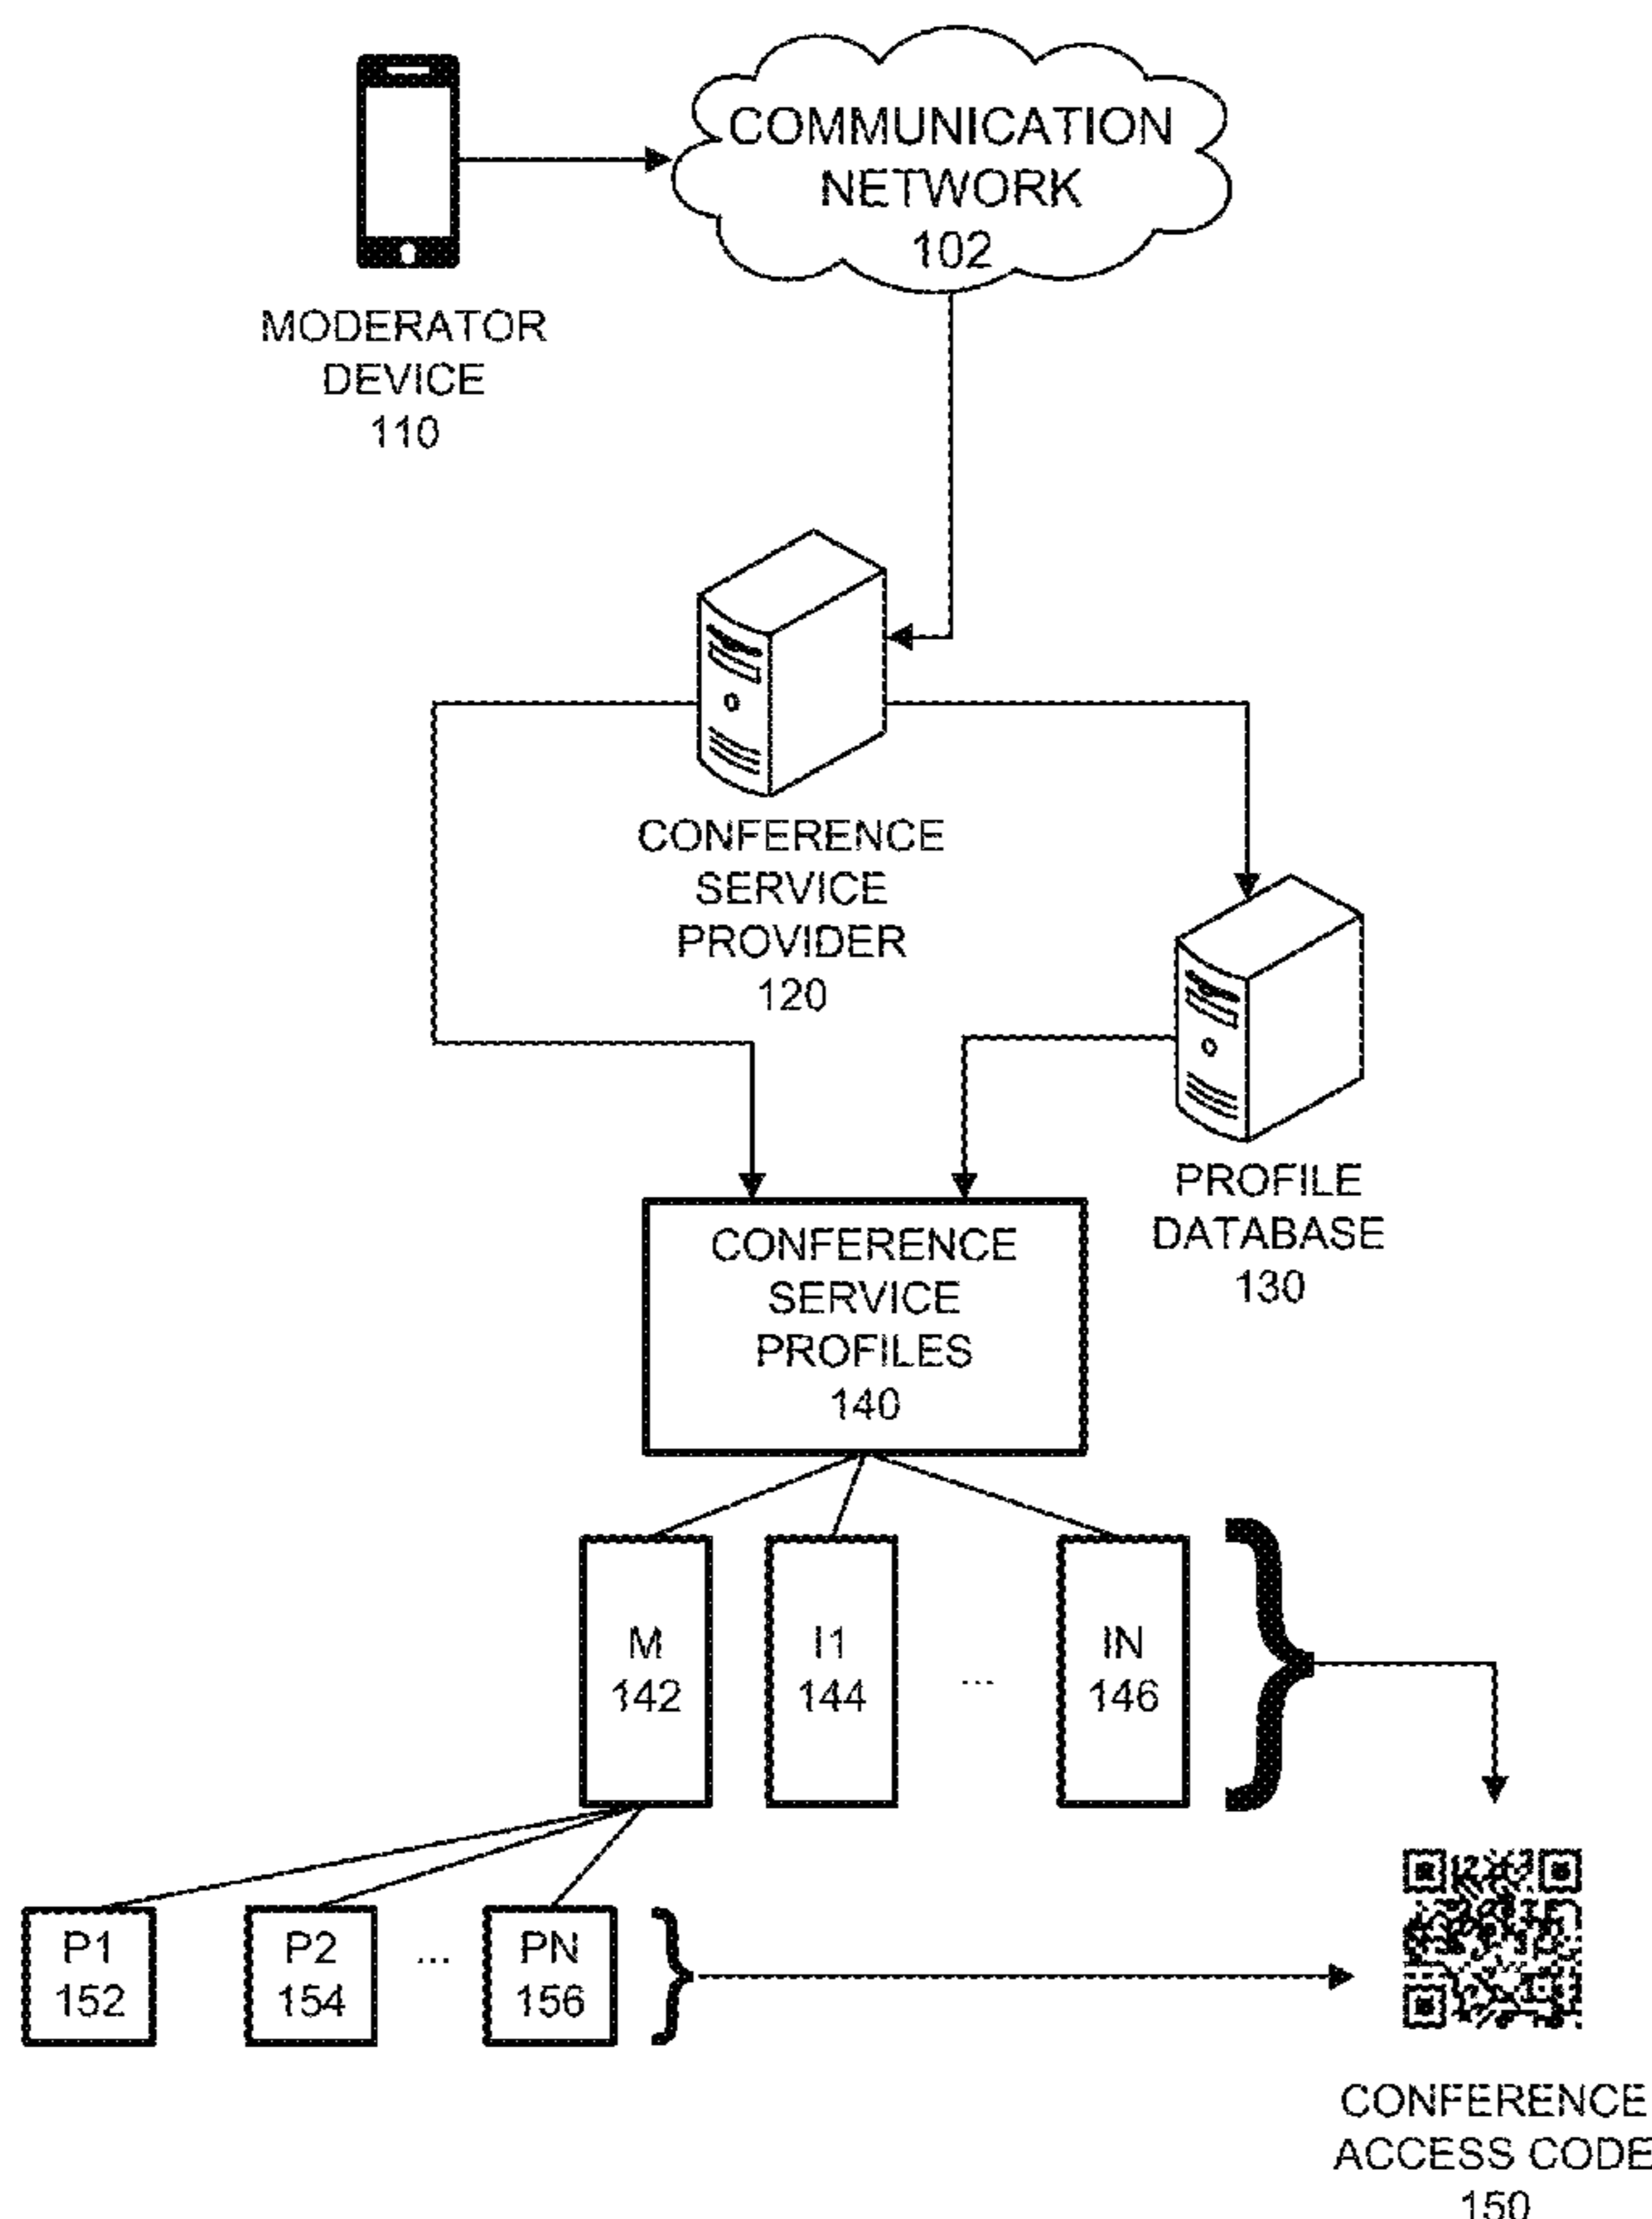 COMMUNICATION
NETWORK
102
MODERATOR
DEVICE
110
CONFERENCE
SERVICE
PROVIDER
120
PROFILE
DATABASE
130
CONFERENCE
SERVICE
PROFILES
140
M
142
I1
144
...
IN
146
P1
152
P2
154
...
PN
156
CONFERENCE
ACCESS CODE
150